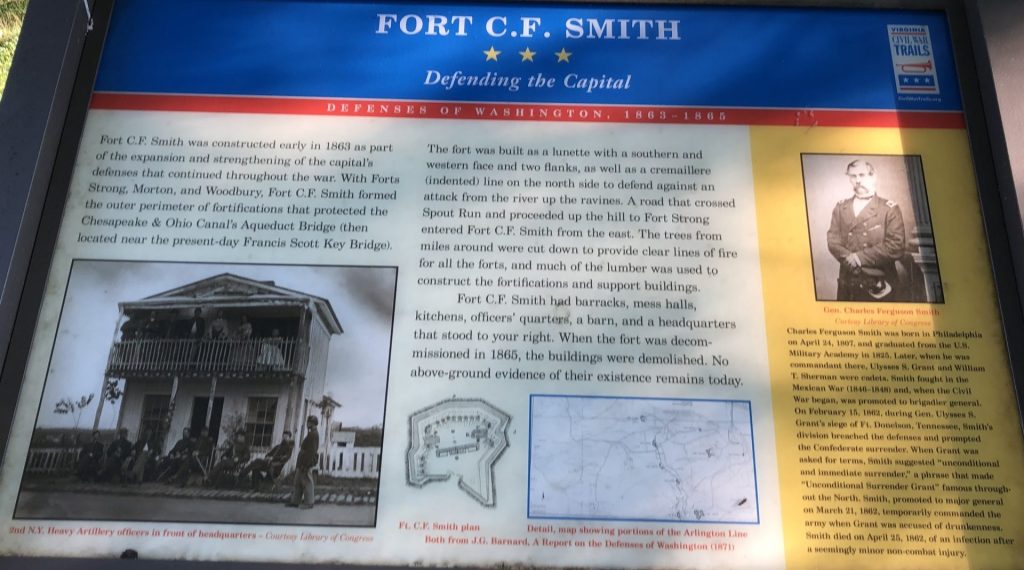 FORT C.F. SMITH
Defending the Capital
VIRGINIA
CIVIL WAR
TRAILS
CivilWarTrails.org
DEFENSES OF WASHINGTON, 1863–1865
Fort C.F. Smith was constructed early in 1863 as part
of the expansion and strengthening of the capital's
defenses that continued throughout the war. With Forts
Strong, Morton, and Woodbury, Fort C.F. Smith formed
the outer perimeter of fortifications that protected the
Chesapeake & Ohio Canal's Aqueduct Bridge (then
located near the present-day Francis Scott Key Bridge).
2nd N.Y. Heavy Artillery officers in front of headquarters – Courtesy Library of Congress
The fort was built as a lunette with a southern and
western face and two flanks, as well as a cremaillere
(indented) line on the north side to defend against an
attack from the river up the ravines. A road that crossed
Spout Run and proceeded up the hill to Fort Strong
entered Fort C.F. Smith from the east. The trees from
miles around were cut down to provide clear lines of fire
for all the forts, and much of the lumber was used to
construct the fortifications and support buildings.
Fort C.F. Smith had barracks, mess halls,
kitchens, officers' quarters, a barn, and a headquarters
that stood to your right. When the fort was decom-
missioned in 1865, the buildings were demolished. No
above-ground evidence of their existence remains today.
Ft. C.F. Smith plan
Detail, map showing portions of the Arlington Line
Both from J.G. Barnard, A Report on the Defenses of Washington (1871)
Gen. Charles Ferguson Smith
Courtesy Library of Congress
Charles Ferguson Smith was born in Philadelphia
on April 24, 1807, and graduated from the U.S.
Military Academy in 1825. Later, when he was
commandant there, Ulysses S. Grant and William
T. Sherman were cadets. Smith fought in the
Mexican War (1846–1848) and, when the Civil
War began, was promoted to brigadier general.
On February 15, 1862, during Gen. Ulysses S.
Grant's siege of Ft. Donelson, Tennessee, Smith's
division breached the defenses and prompted
the Confederate surrender. When Grant was
asked for terms, Smith suggested "unconditional
and immediate surrender," a phrase that made
"Unconditional Surrender Grant" famous through-
out the North. Smith, promoted to major general
on March 21, 1862, temporarily commanded the
army when Grant was accused of drunkenness.
Smith died on April 25, 1862, of an infection after
a seemingly minor non-combat injury.